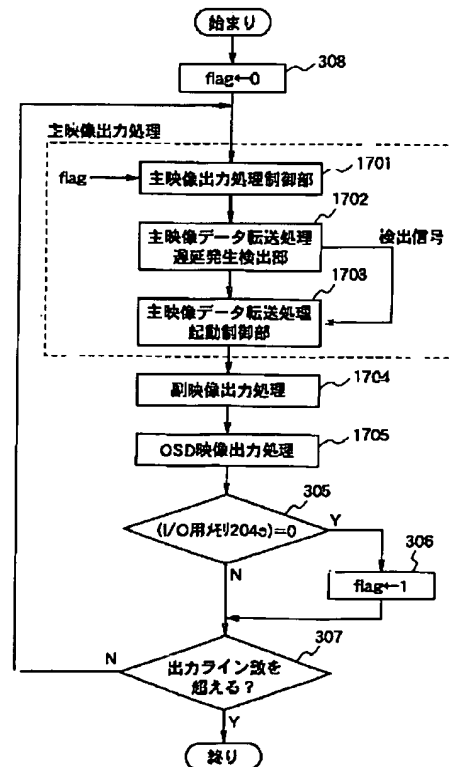 始まり
308
flag←0
主映像出力処理
flag
1701
主映像出力処理制御部
1702
主映像データ転送処理
遅延発生検出部
検出信号
1703
主映像データ転送処理
起動制御部
1704
副映像出力処理
1705
OSD映像出力処理
305
(I/O用メモリ204a)=0
Y
306
N
flag←1
307
N
出力ライン数を
超える?
Y
終り